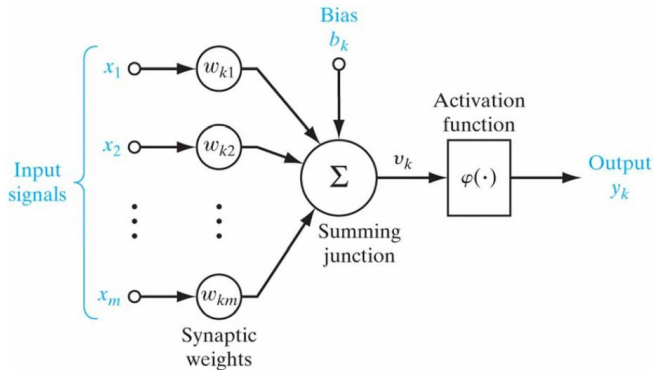 Bias
b_k
x_1
w_k1
Activation
function
x_2
w_k2
Input
signals
Σ
v_k
φ(·)
Output
y_k
Summing
junction
x_m
w_km
Synaptic
weights